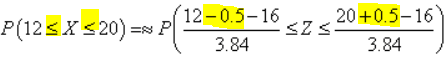 P(12 ≤ X ≤ 20) =≈ P((12 − 0.5 − 16)/3.84 ≤ Z ≤ (20 + 0.5 − 16)/3.84)